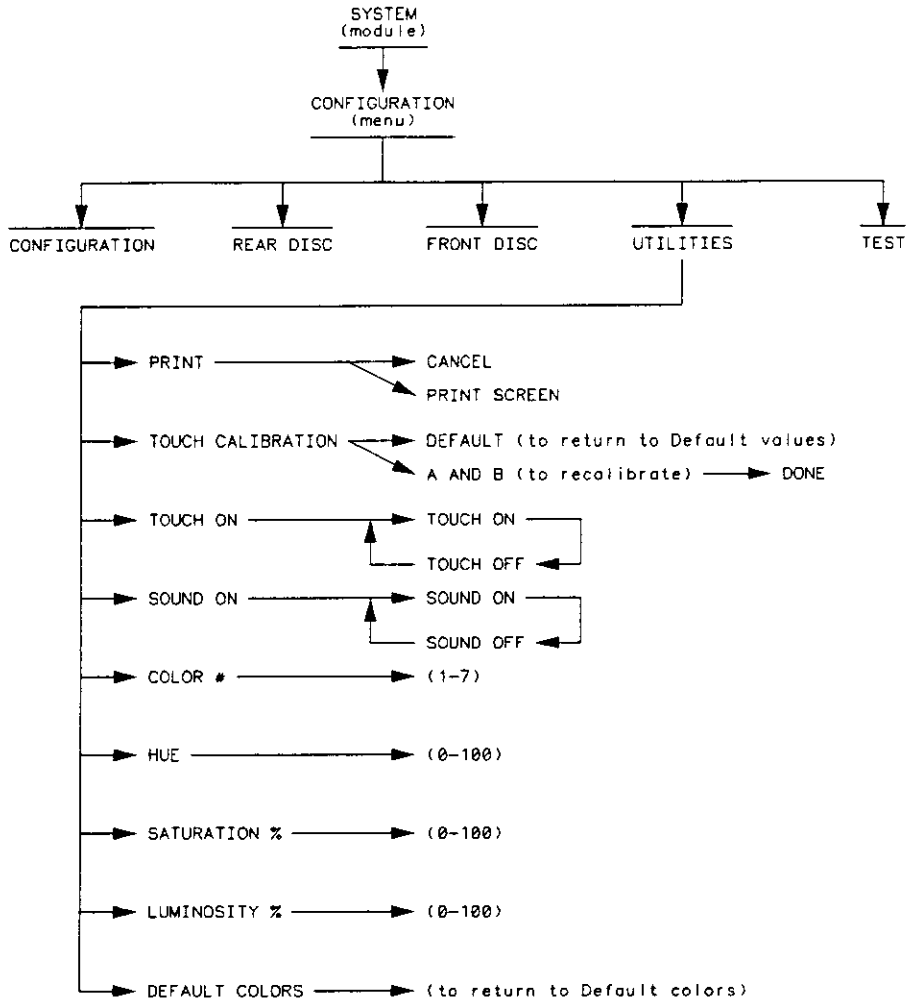 SYSTEM
(module)
CONFIGURATION
(menu)
CONFIGURATION
REAR DISC
FRONT DISC
UTILITIES
TEST
PRINT
CANCEL
PRINT SCREEN
TOUCH CALIBRATION
DEFAULT (to return to Default values)
A AND B (to recalibrate)
DONE
TOUCH ON
TOUCH ON
TOUCH OFF
SOUND ON
SOUND ON
SOUND OFF
COLOR #
(1-7)
HUE
(0-100)
SATURATION %
(0-100)
LUMINOSITY %
(0-100)
DEFAULT COLORS
(to return to Default colors)